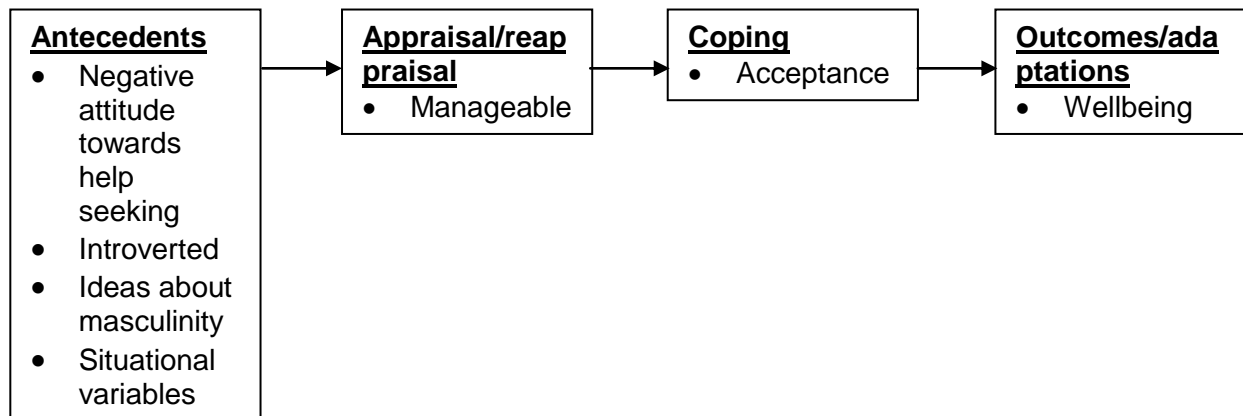 Antecedents
• Negative
attitude
towards
help
seeking
• Introverted
• Ideas about
masculinity
• Situational
variables
Appraisal/reap
praisal
• Manageable
Coping
• Acceptance
Outcomes/ada
ptations
• Wellbeing